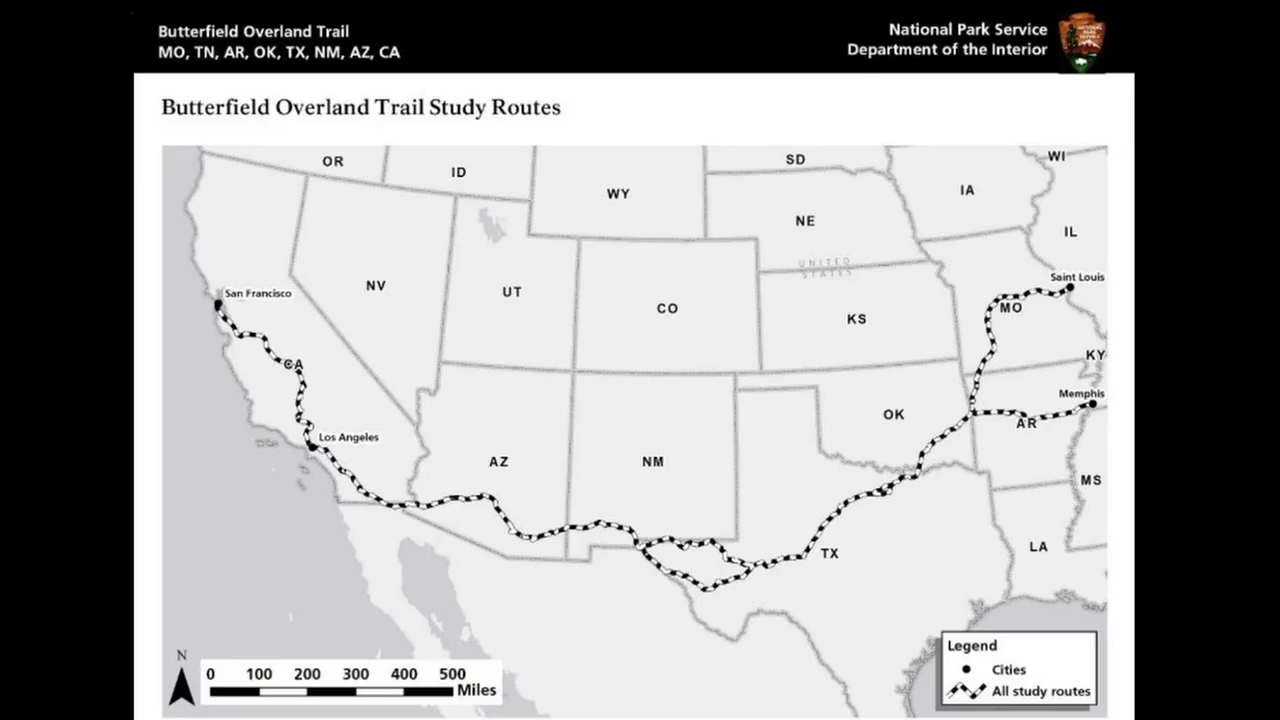 Butterfield Overland Trail
MO, TN, AR, OK, TX, NM, AZ, CA
National Park Service
Department of the Interior
Butterfield Overland Trail Study Routes
OR
ID
WY
SD
WI
IA
NE
IL
UNITED
STATES
NV
UT
CO
KS
MO
Saint Louis
San Francisco
CA
KY
Memphis
AR
OK
Los Angeles
AZ
NM
MS
TX
LA
N
0 100 200 300 400 500
Miles
Legend
Cities
All study routes